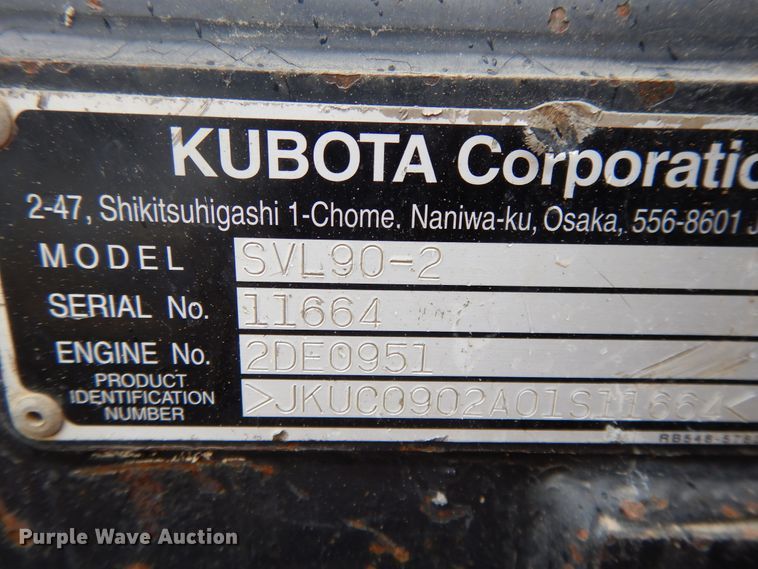 KUBOTA Corporatio
2-47, Shikitsuhigashi 1-Chome. Naniwa-ku, Osaka, 556-8601 J
MODEL SVL90-2
SERIAL No. 11664
ENGINE No. 2DE0951
PRODUCT
IDENTIFICATION
NUMBER >JKUC0902A01S11664<
Purple Wave Auction